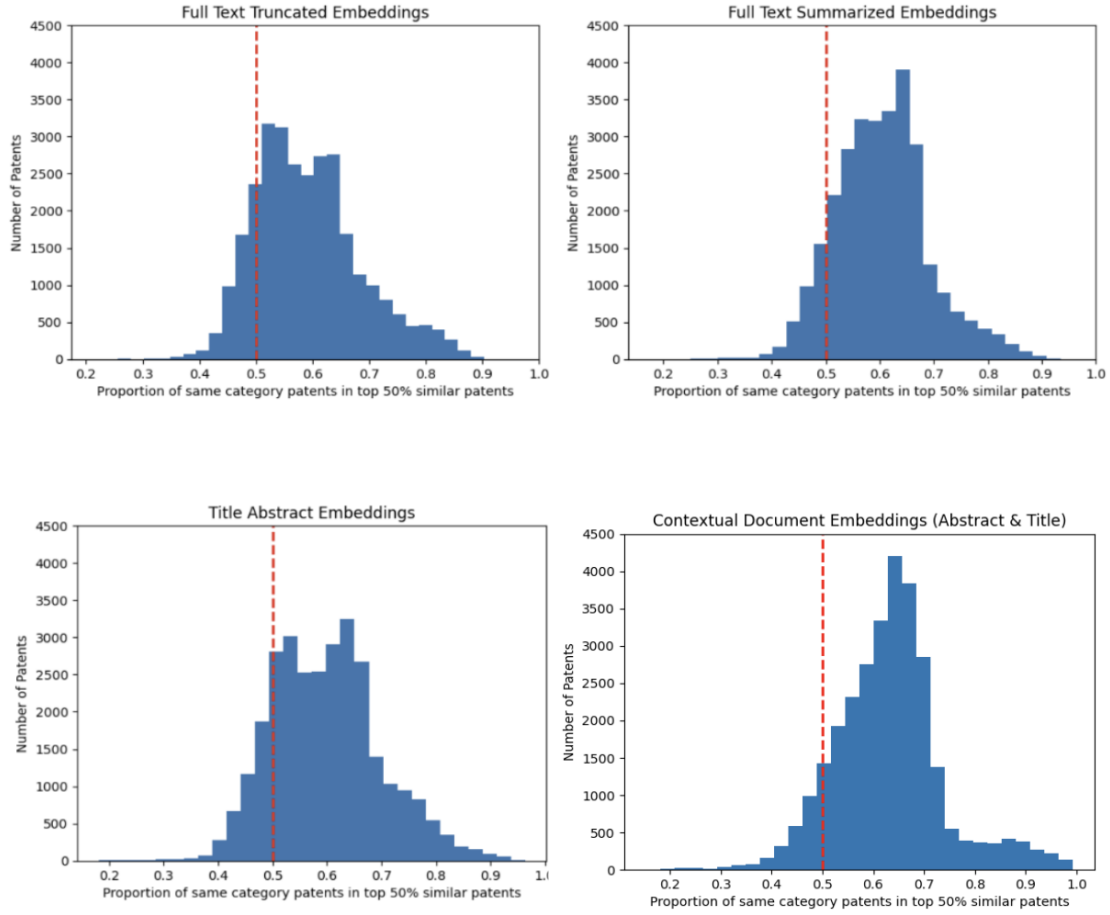 Full Text Truncated Embeddings
4500
4000
3500
3000
2500
2000
1500
1000
500
0
Number of Patents
0.2 0.3 0.4 0.5 0.6 0.7 0.8 0.9 1.0
Proportion of same category patents in top 50% similar patents
Full Text Summarized Embeddings
4500
4000
3500
3000
2500
2000
1500
1000
500
0
Number of Patents
0.2 0.3 0.4 0.5 0.6 0.7 0.8 0.9 1.0
Proportion of same category patents in top 50% similar patents
Title Abstract Embeddings
4500
4000
3500
3000
2500
2000
1500
1000
500
0
Number of Patents
0.2 0.3 0.4 0.5 0.6 0.7 0.8 0.9 1.0
Proportion of same category patents in top 50% similar patents
Contextual Document Embeddings (Abstract & Title)
4500
4000
3500
3000
2500
2000
1500
1000
500
0
Number of Patents
0.2 0.3 0.4 0.5 0.6 0.7 0.8 0.9 1.0
Proportion of same category patents in top 50% similar patents